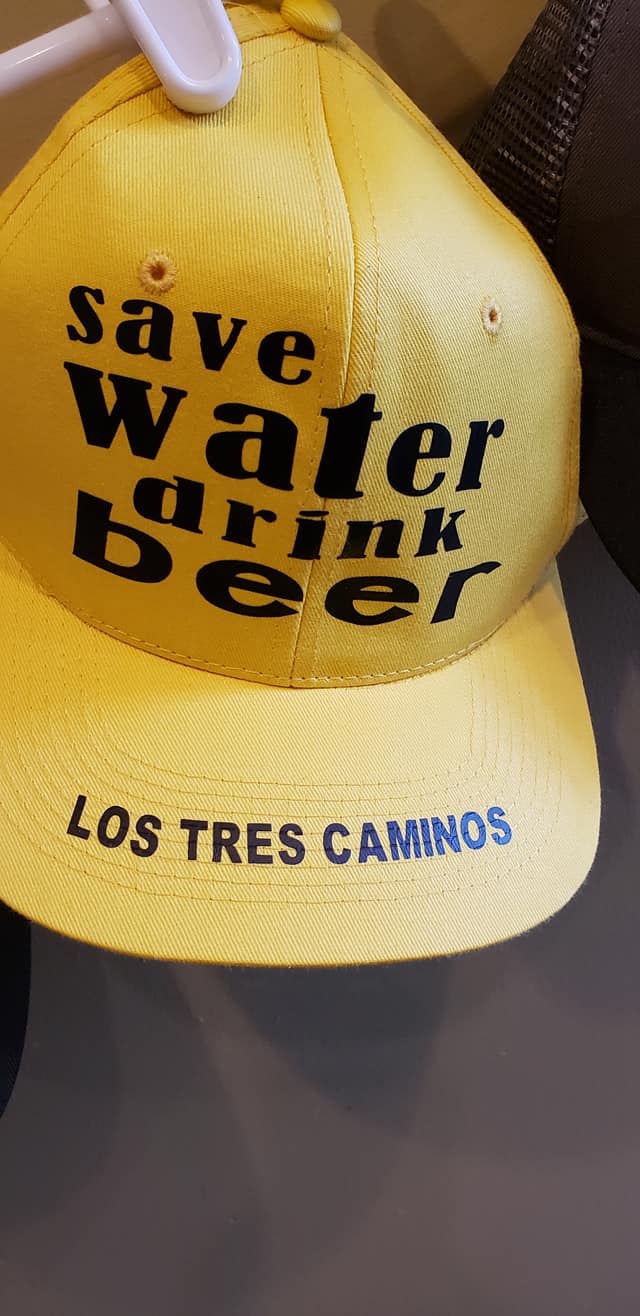 save
water
drink
beer
LOS TRES CAMINOS